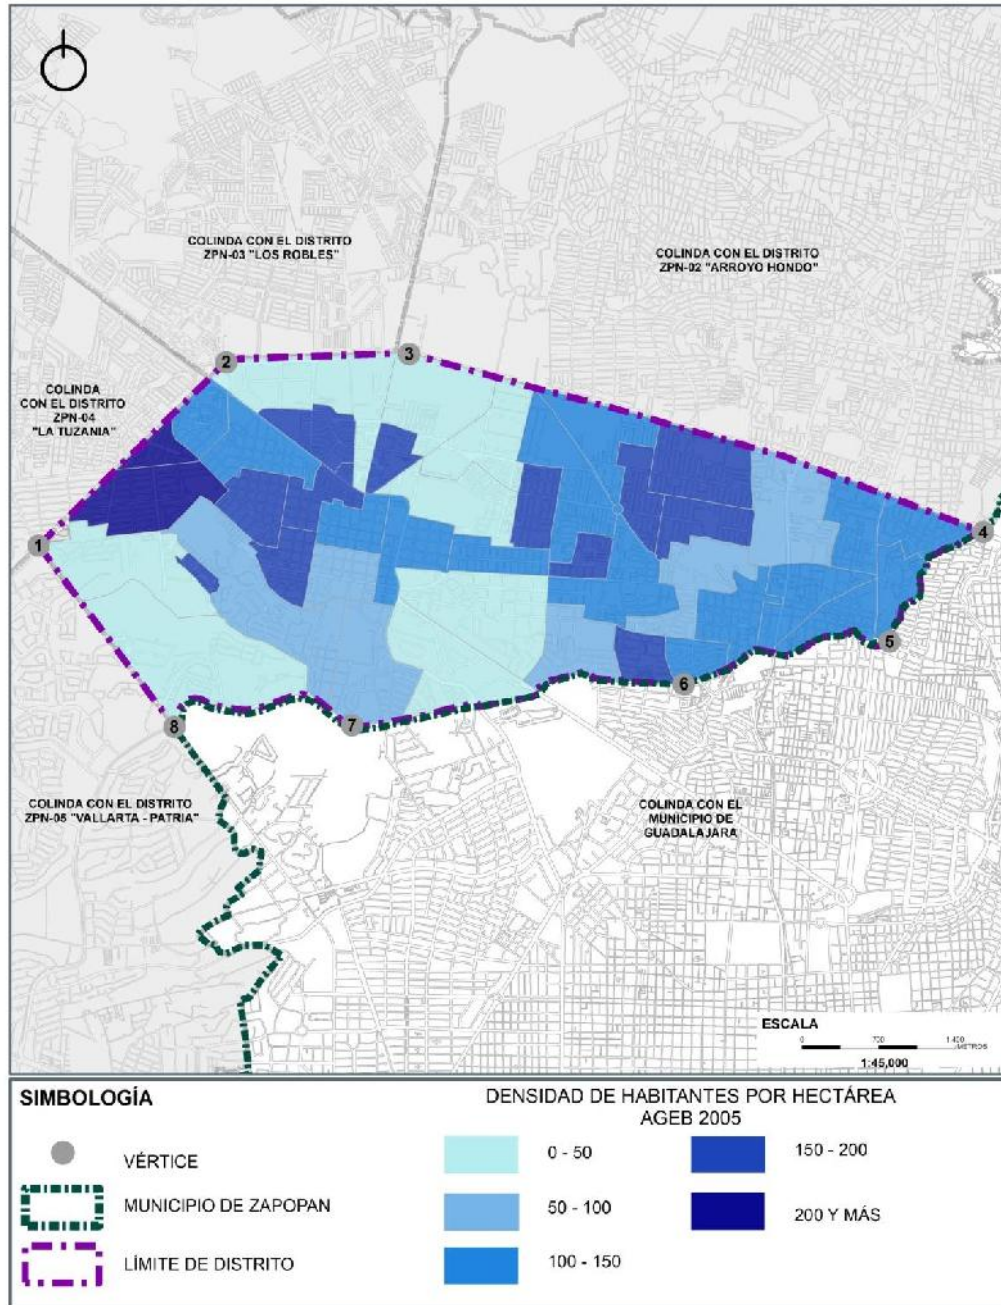 COLINDA CON EL DISTRITO
ZPN-03 "LOS ROBLES"
COLINDA CON EL DISTRITO
ZPN-02 "ARROYO HONDO"
2
3
COLINDA
CON EL DISTRITO
ZPN-04
"LA TUZANIA"
1
4
5
6
7
8
COLINDA CON EL DISTRITO
ZPN-05 "VALLARTA - PATRIA"
COLINDA CON EL
MUNICIPIO DE
GUADALAJARA
ESCALA
0 700 1,400
METROS
1:45,000
SIMBOLOGÍA
VÉRTICE
MUNICIPIO DE ZAPOPAN
LÍMITE DE DISTRITO
DENSIDAD DE HABITANTES POR HECTÁREA
AGEB 2005
0 - 50
50 - 100
100 - 150
150 - 200
200 Y MÁS